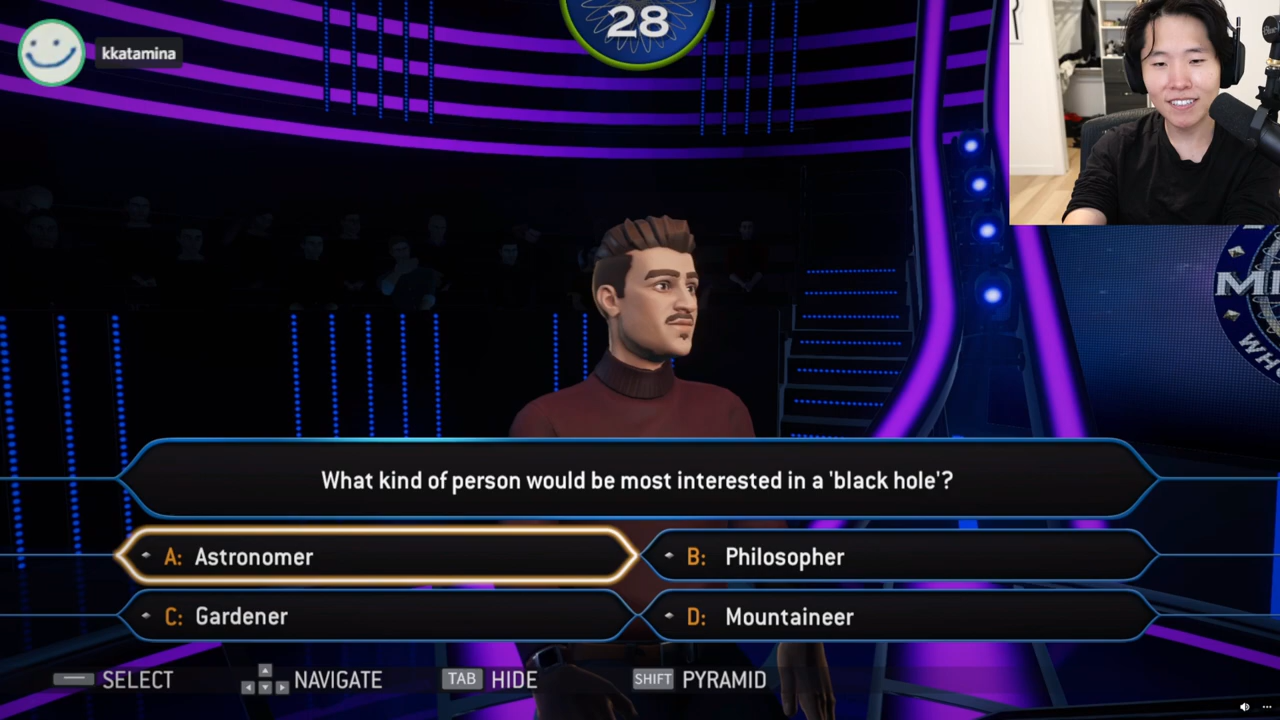 28
kkatamina
What kind of person would be most interested in a 'black hole'?
A: Astronomer
B: Philosopher
C: Gardener
D: Mountaineer
SELECT
NAVIGATE
TAB HIDE
SHIFT PYRAMID